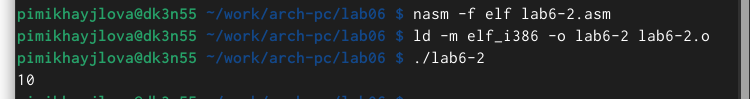 pimikhayjlova@dk3n55 ~/work/arch-pc/lab06 $ nasm -f elf lab6-2.asm
pimikhayjlova@dk3n55 ~/work/arch-pc/lab06 $ ld -m elf_i386 -o lab6-2 lab6-2.o
pimikhayjlova@dk3n55 ~/work/arch-pc/lab06 $ ./lab6-2
10